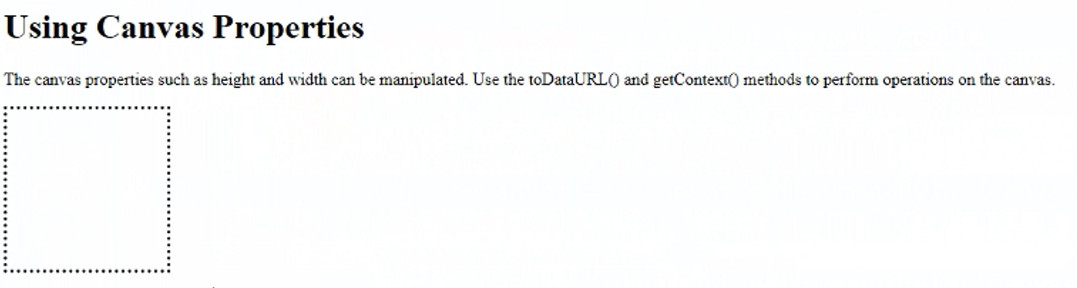 Using Canvas Properties
The canvas properties such as height and width can be manipulated. Use the toDataURL() and getContext() methods to perform operations on the canvas.